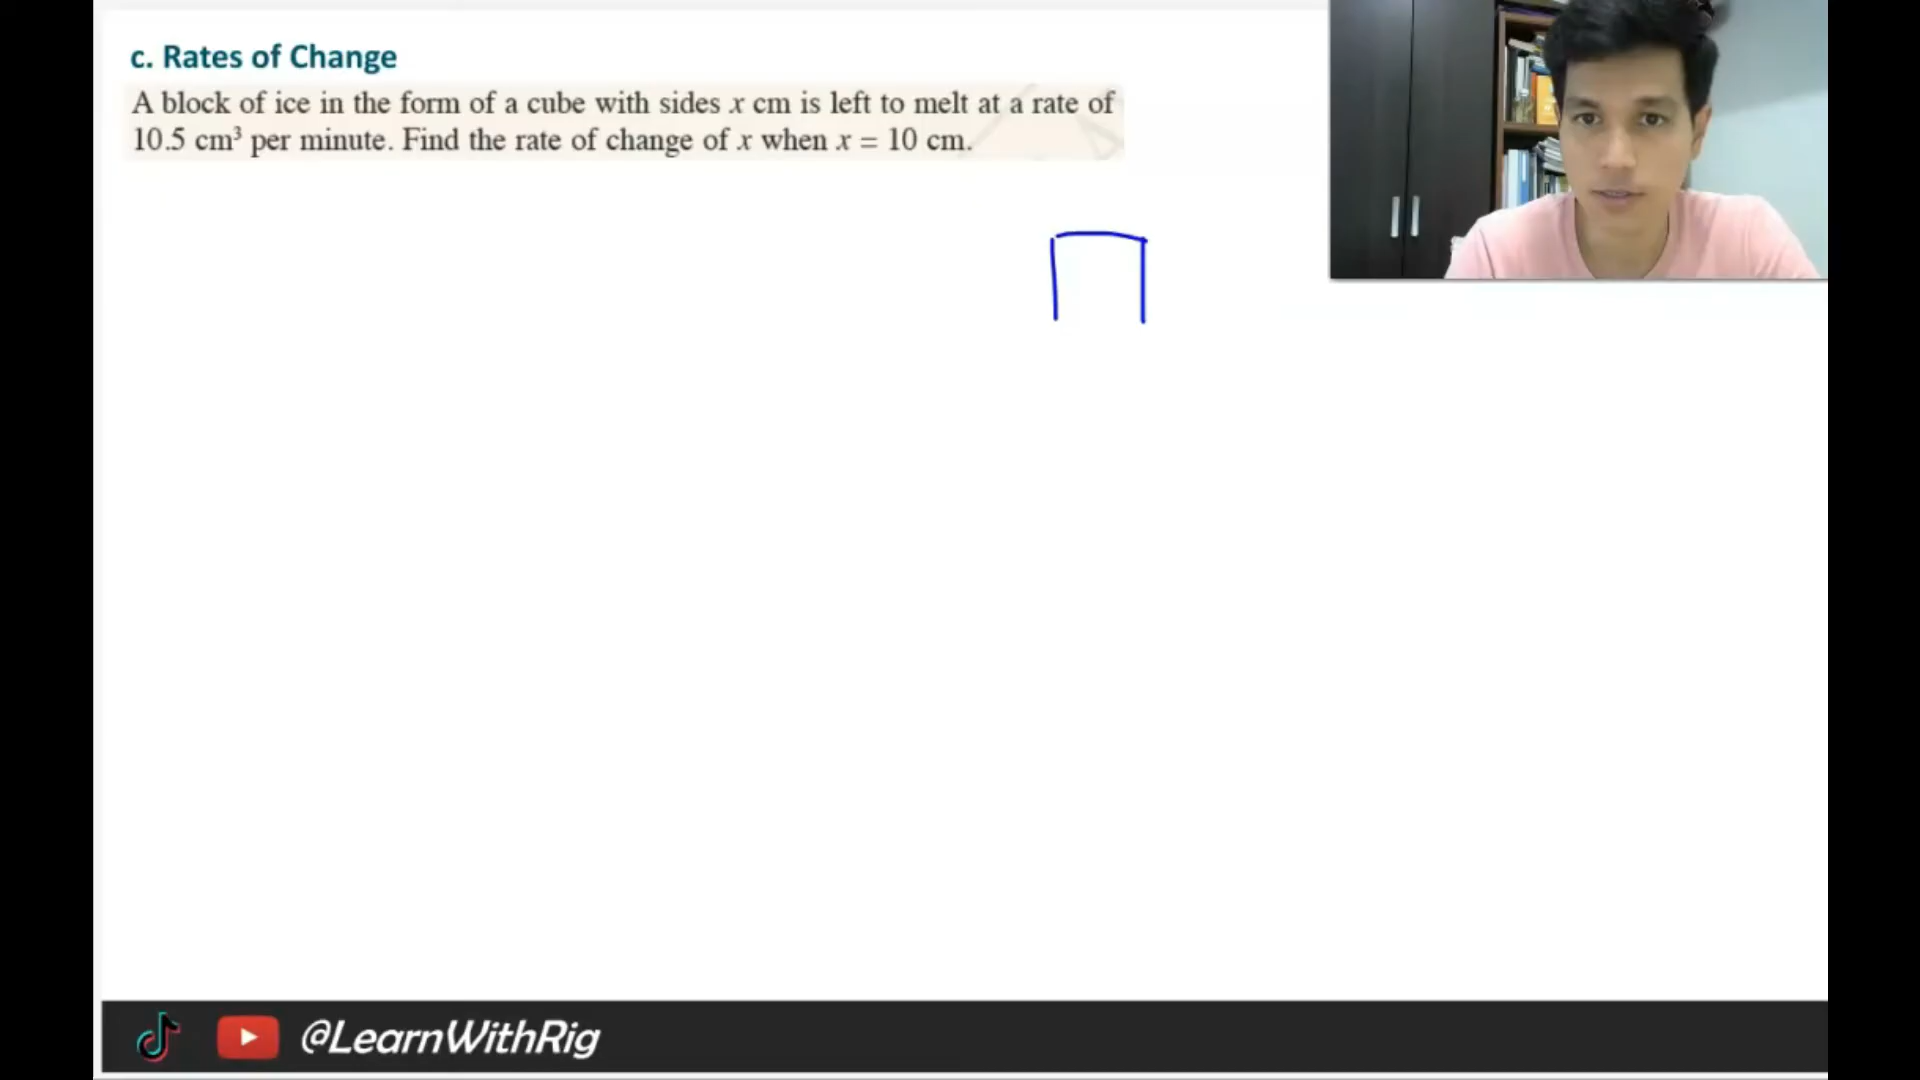 c. Rates of Change
A block of ice in the form of a cube with sides x cm is left to melt at a rate of
10.5 cm³ per minute. Find the rate of change of x when x = 10 cm.
@LearnWithRig